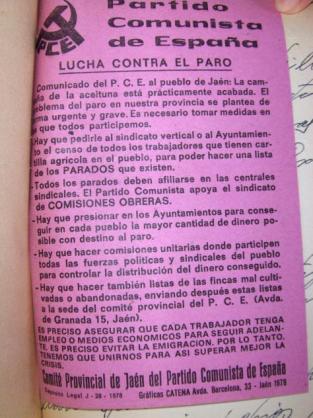 Partido
Comunista
de España
PCE
LUCHA CONTRA EL PARO
Comunicado del P. C. E. al pueblo de Jaén: La cam-
de la aceituna está prácticamente acabada. El
problema del paro en nuestra provincia se plantea de
forma urgente y grave. Es necesario tomar medidas en
que todos participemos.
-Hay que pedirle al sindicato vertical o al Ayuntamien-
to el censo de todos los trabajadores que tienen car-
tilla agrícola en el pueblo, para poder hacer una lista
de los PARADOS que existen.
-Todos los parados deben afiliarse en las centrales
sindicales. El Partido Comunista apoya el sindicato
de COMISIONES OBRERAS.
-Hay que presionar en los Ayuntamientos para conse-
guir en cada pueblo la mayor cantidad de dinero po-
sible con destino al paro.
-Hay que hacer comisiones unitarias donde participen
todas las fuerzas políticas y sindicales del pueblo
para controlar la distribución del dinero conseguido.
-Hay que hacer también listas de las fincas mal culti-
vadas o abandonadas, enviando después estas listas
a la sede del comité provincial del P. C. E. (Avda.
de Granada 15, Jaén).
ES PRECISO ASEGURAR QUE CADA TRABAJADOR TENGA
EMPLEO O MEDIOS ECONOMICOS PARA SEGUIR ADELAN-
TE. ES PRECISO EVITAR LA EMIGRACION. POR LO TANTO.
TENEMOS QUE UNIRNOS PARA ASI SUPERAR MEJOR LA
CRISIS.
Comité Provincial de Jaén del Partido Comunista de España
Depósito Legal J - 28 - 1978 Gráficas CATENA Avda. Barcelona, 33 - Jaén 1978